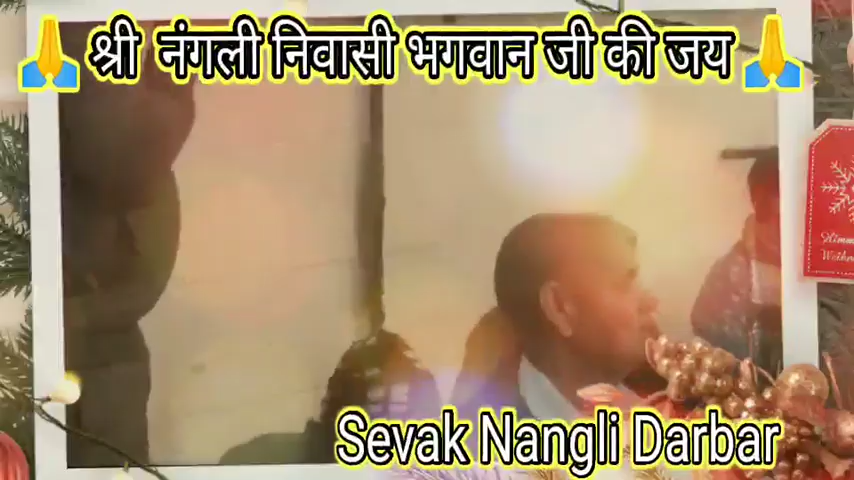 🙏 श्री नंगली निवासी भगवान जी की जय 🙏
Sevak Nangli Darbar